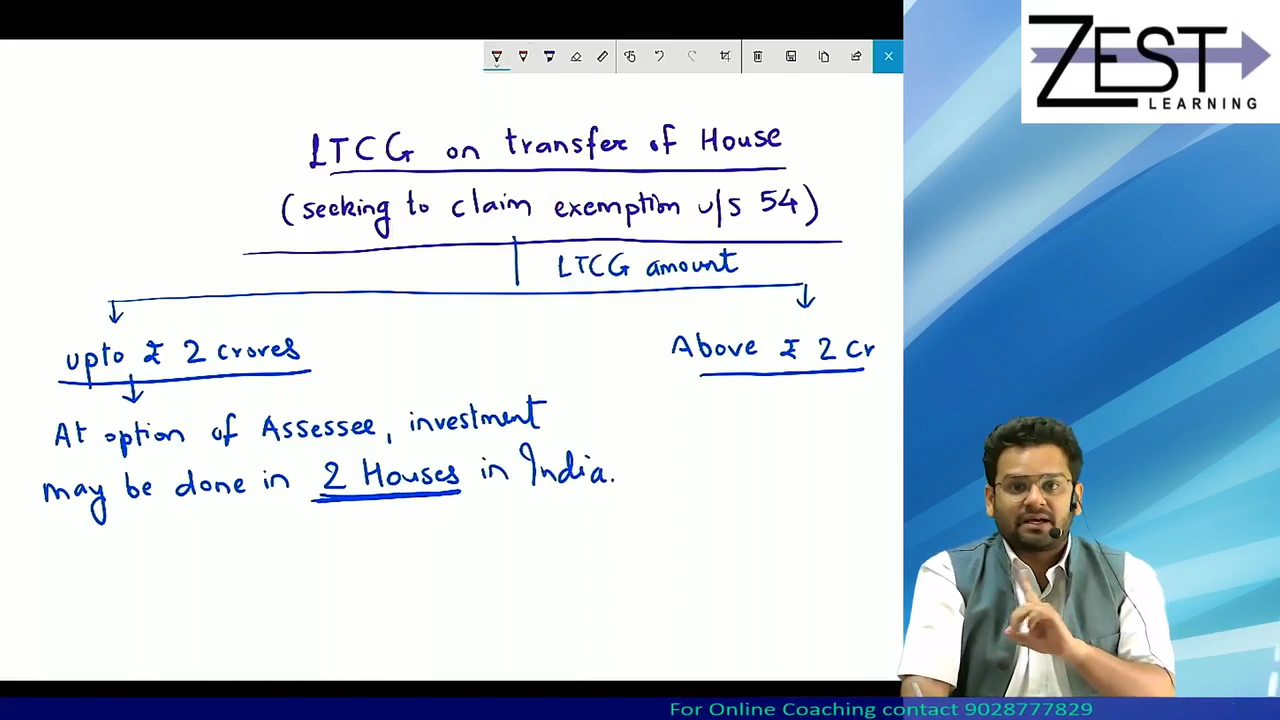 ZEST
LEARNING
LTCG on transfer of House
(seeking to claim exemption u/s 54)
LTCG amount
upto ₹ 2 crores
Above ₹ 2 Cr
At option of Assessee, investment
may be done in 2 Houses in India.
For Online Coaching contact 9028777829